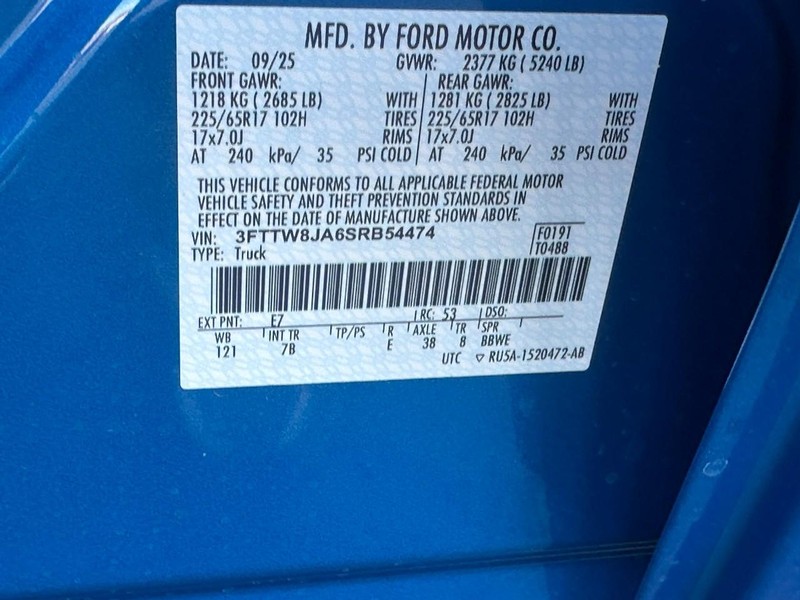 MFD. BY FORD MOTOR CO.
DATE: 09/25 GVWR: 2377 KG ( 5240 LB)
FRONT GAWR: REAR GAWR:
1218 KG ( 2685 LB) WITH 1281 KG ( 2825 LB) WITH
225/65R17 102H TIRES 225/65R17 102H TIRES
17x7.0J RIMS 17x7.0J RIMS
AT 240 kPa/ 35 PSI COLD AT 240 kPa/ 35 PSI COLD
THIS VEHICLE CONFORMS TO ALL APPLICABLE FEDERAL MOTOR
VEHICLE SAFETY AND THEFT PREVENTION STANDARDS IN
EFFECT ON THE DATE OF MANUFACTURE SHOWN ABOVE.
VIN: 3FTTW8JA6SRB54474 F0191
TYPE: Truck T0488
EXT PNT: E7 RC: 53 DSO:
WB INT TR TP/PS R AXLE TR SPR
121 7B E 38 8 BBWE
UTC ▽ RU5A-1520472-AB